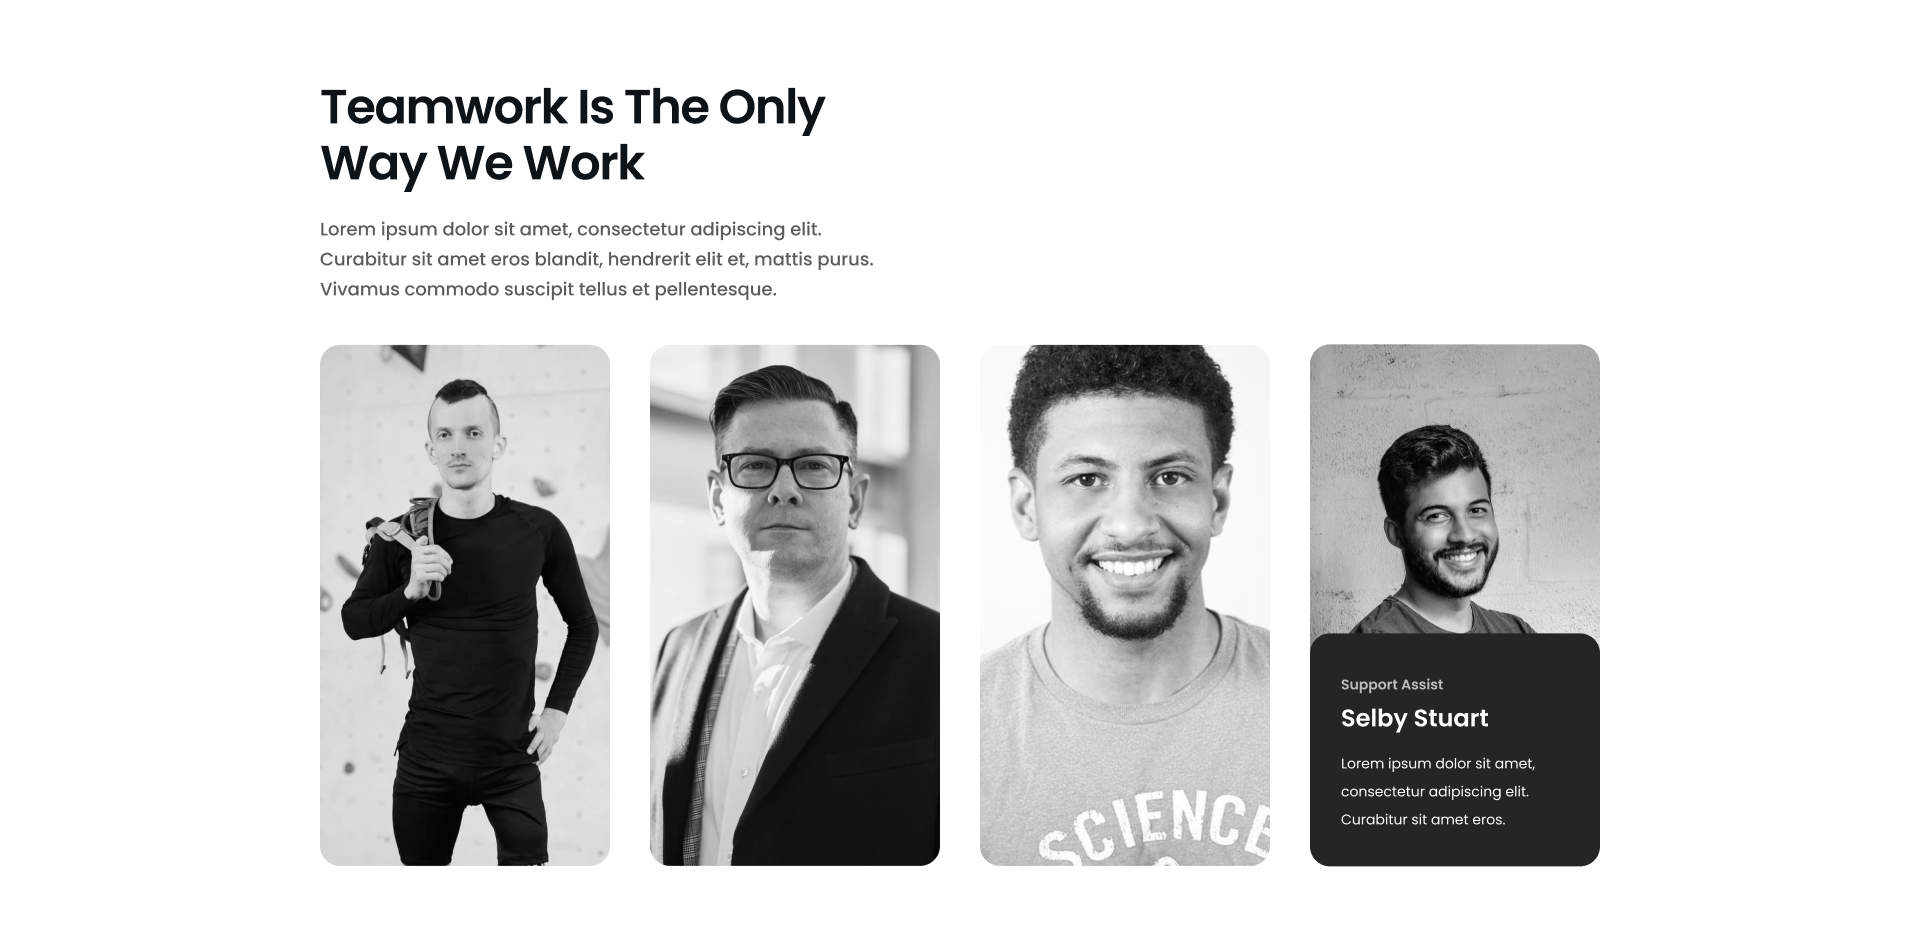 Teamwork Is The Only
Way We Work
Lorem ipsum dolor sit amet, consectetur adipiscing elit.
Curabitur sit amet eros blandit, hendrerit elit et, mattis purus.
Vivamus commodo suscipit tellus et pellentesque.
SCIENCE
Support Assist
Selby Stuart
Lorem ipsum dolor sit amet,
consectetur adipiscing elit.
Curabitur sit amet eros.